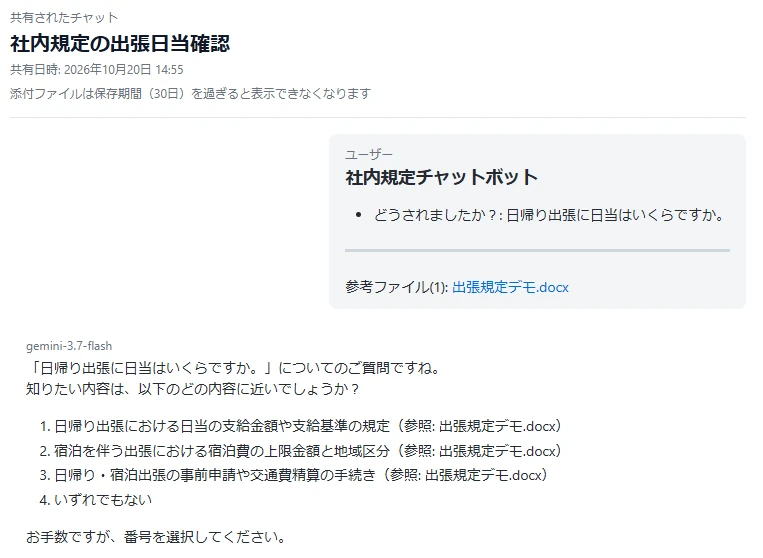 共有されたチャット
社内規定の出張日当確認
共有日時: 2026年10月20日 14:55
添付ファイルは保存期間（30日）を過ぎると表示できなくなります
ユーザー
社内規定チャットボット
• どうされましたか？: 日帰り出張に日当はいくらですか。
参考ファイル(1): 出張規定デモ.docx
gemini-3.7-flash
「日帰り出張に日当はいくらですか。」についてのご質問ですね。
知りたい内容は、以下のどの内容に近いでしょうか？
1. 日帰り出張における日当の支給金額や支給基準の規定（参照: 出張規定デモ.docx）
2. 宿泊を伴う出張における宿泊費の上限金額と地域区分（参照: 出張規定デモ.docx）
3. 日帰り・宿泊出張の事前申請や交通費精算の手続き（参照: 出張規定デモ.docx）
4. いずれでもない
お手数ですが、番号を選択してください。